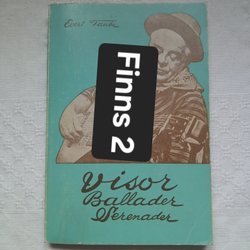 Evert Taube
Finns 2
Visor
Ballader
Serenader